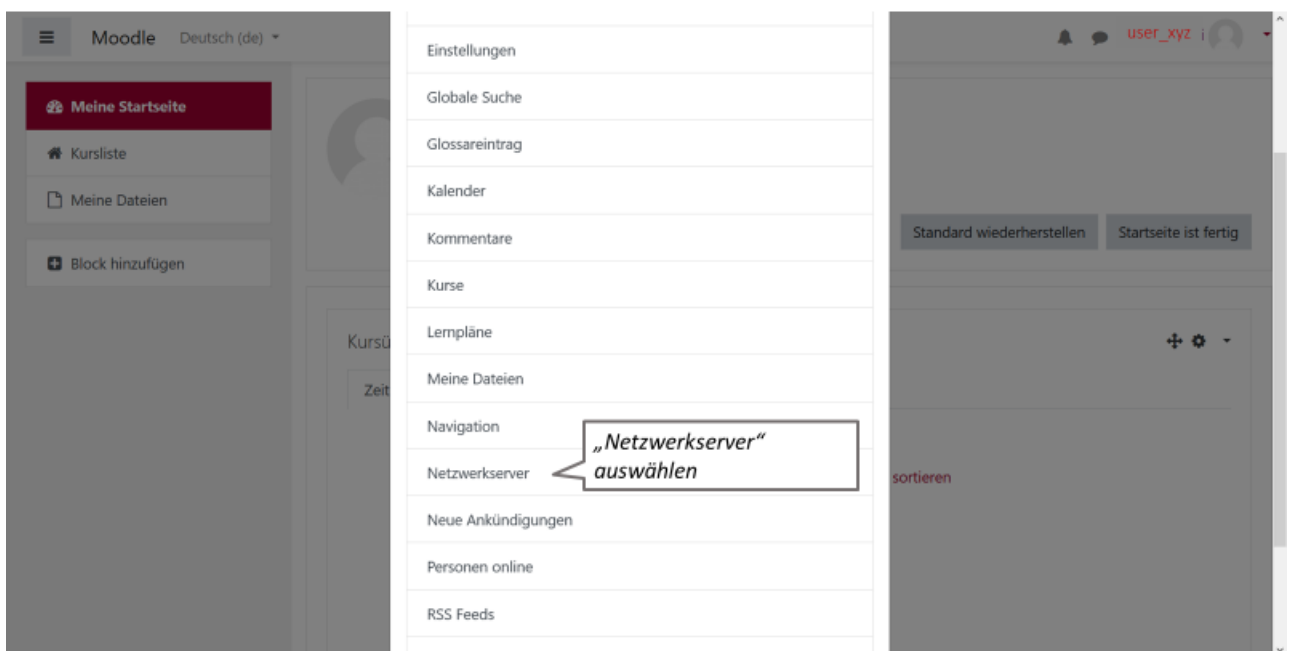 Moodle Deutsch (de)
user_xyz i
Meine Startseite
Kursliste
Meine Dateien
Block hinzufügen
Einstellungen
Globale Suche
Glossareintrag
Kalender
Kommentare
Kurse
Lernpläne
Meine Dateien
Navigation
Netzwerkserver
Neue Ankündigungen
Personen online
RSS Feeds
„Netzwerkserver“
auswählen
Standard wiederherstellen Startseite ist fertig
Kursü
Zeit
sortieren